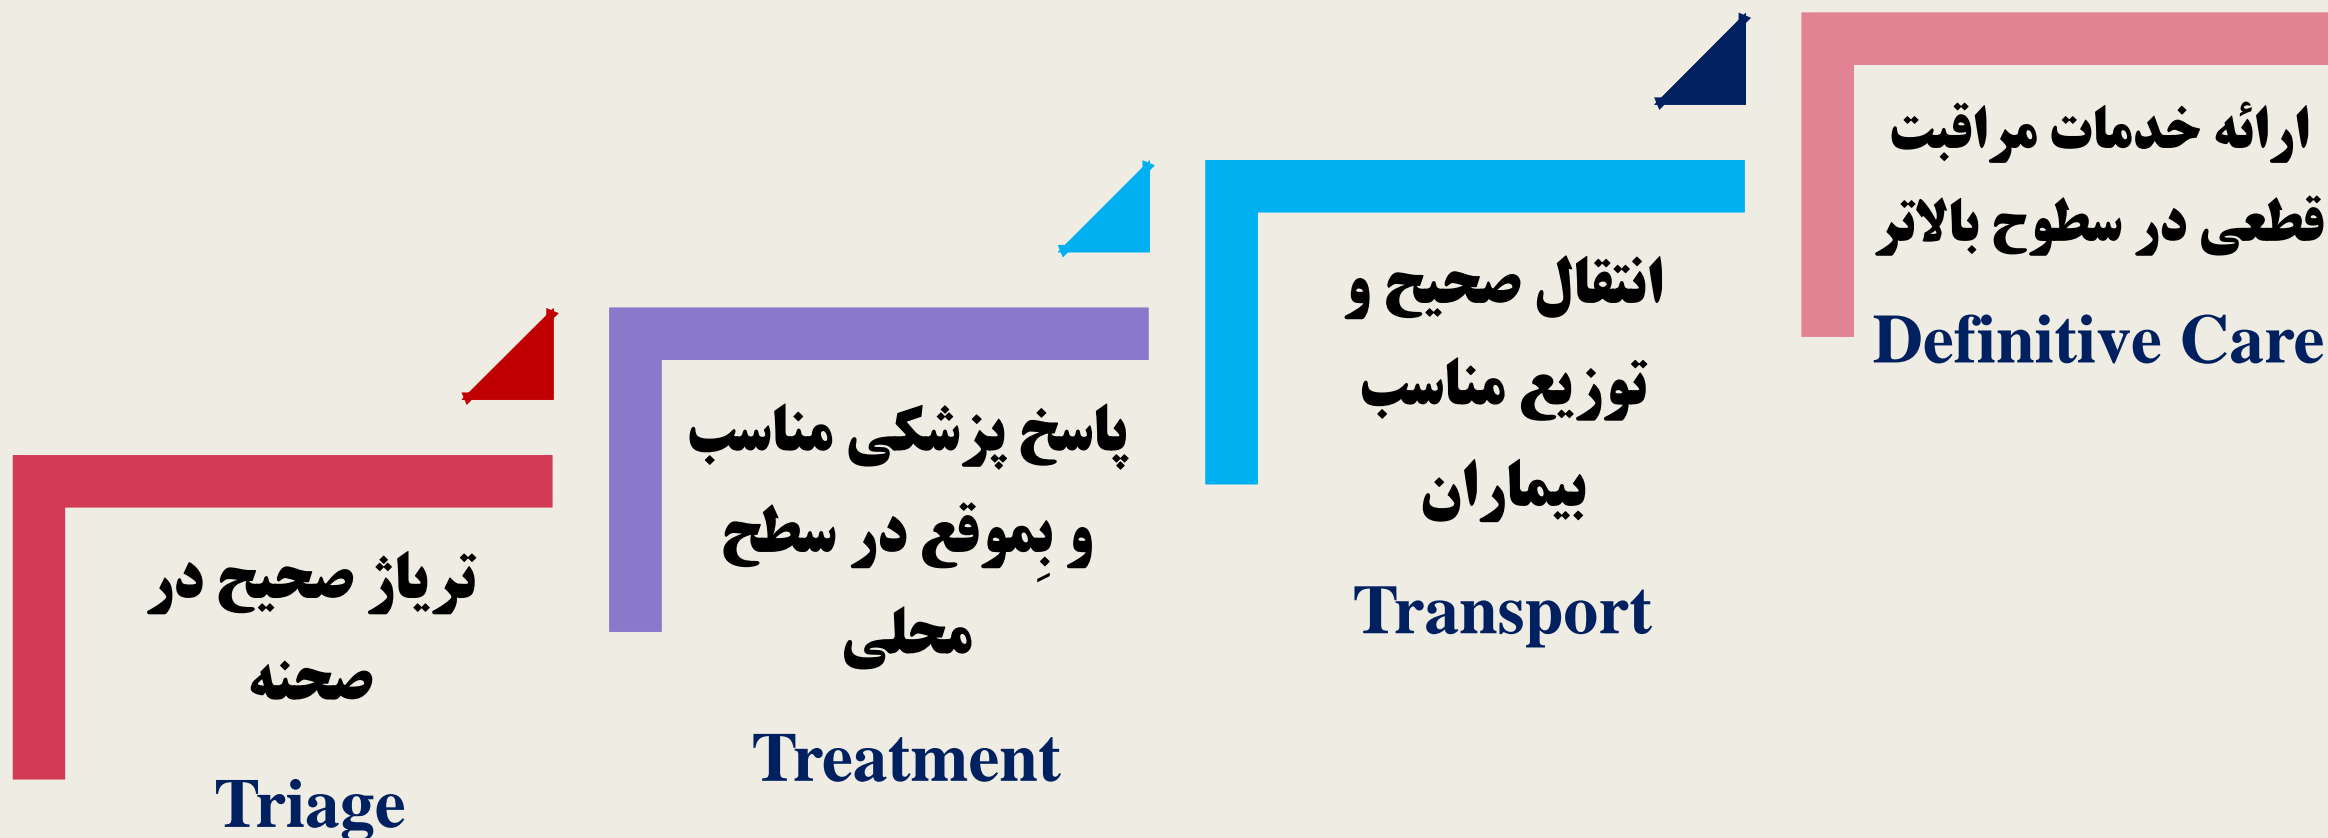 تریاژ صحیح در
صحنه
Triage
پاسخ پزشکی مناسب
و بِموقع در سطح
محلی
Treatment
انتقال صحیح و
توزیع مناسب
بیماران
Transport
ارائه خدمات مراقبت
قطعی در سطوح بالاتر
Definitive Care